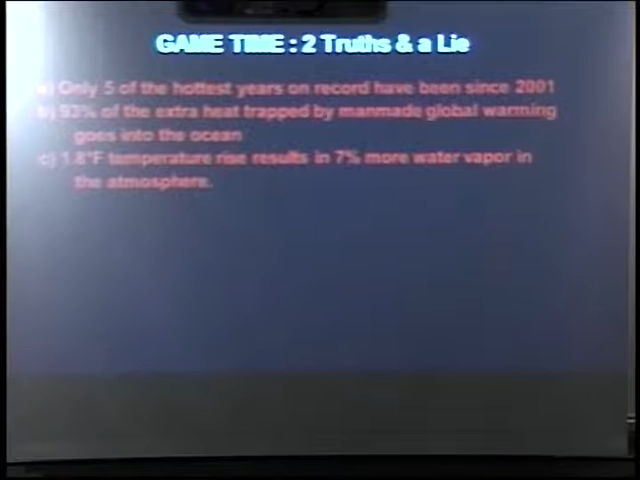 GAME TIME : 2 Truths & a Lie
a) Only 5 of the hottest years on record have been since 2001
b) 93% of the extra heat trapped by manmade global warming
goes into the ocean
c) 1.8°F temperature rise results in 7% more water vapor in
the atmosphere.